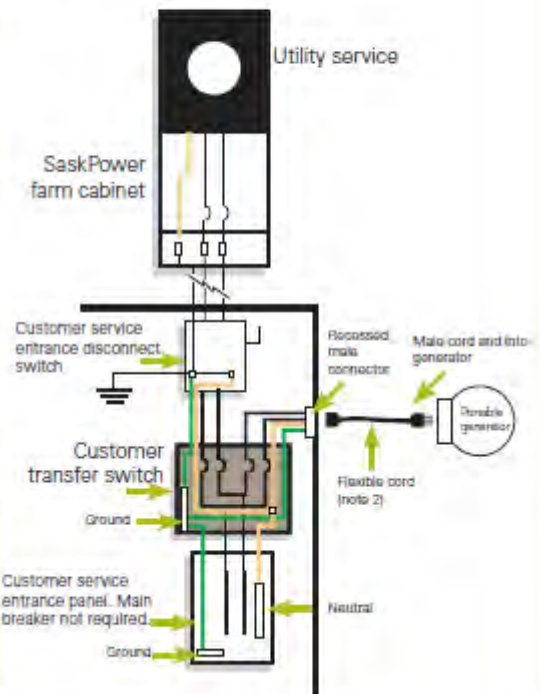 Utility service
SaskPower
farm cabinet
Customer service
entrance disconnect
switch
Recessed
male
connector
Male cord end into
generator
Portable
generator
Flexible cord
(note 2)
Customer
transfer switch
Ground
Customer service
entrance panel. Main
breaker not required.
Neutral
Ground